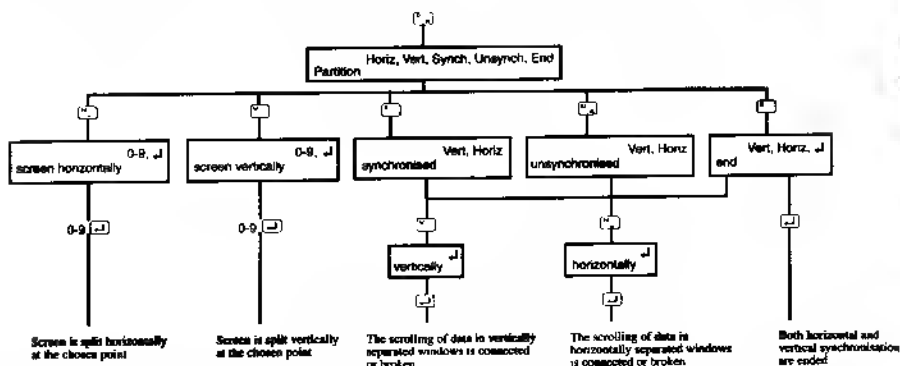 Horiz, Vert, Synch, Unsynch, End
Partition
0-9, ↵
screen horizontally
0-9, ↵
screen vertically
Vert, Horiz
synchronised
Vert, Horiz
unsynchronised
Vert, Horiz, ↵
end
0-9, ↵
0-9, ↵
↵
vertically ↵
horizontally ↵
↵
↵
Screen is split horizontally
at the chosen point
Screen is split vertically
at the chosen point
The scrolling of data in vertically
separated windows is connected
or broken
The scrolling of data in
horizontally separated windows
is connected or broken
Both horizontal and
vertical synchronisation
are ended